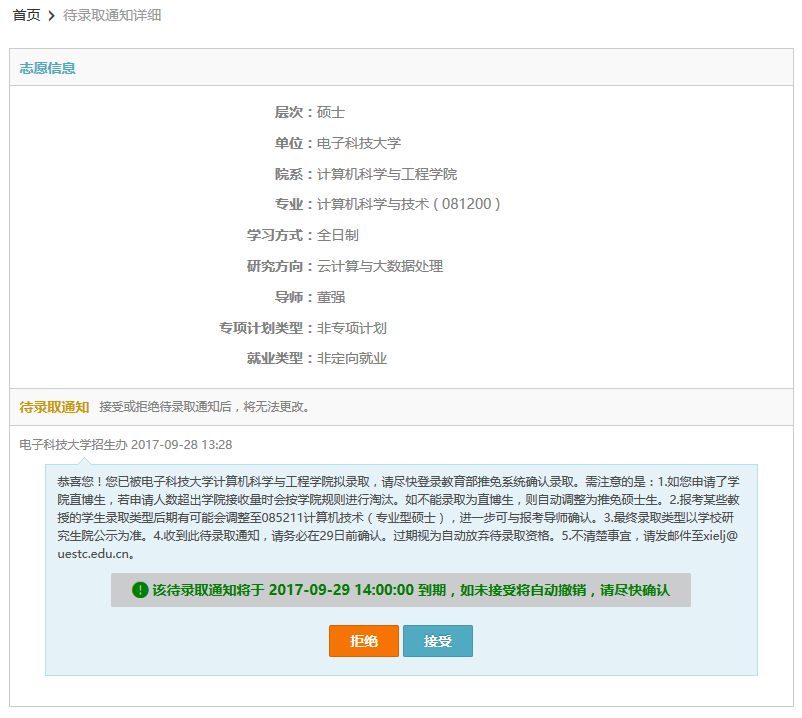 首页 > 待录取通知详细
志愿信息
层次：硕士
单位：电子科技大学
院系：计算机科学与工程学院
专业：计算机科学与技术（081200）
学习方式：全日制
研究方向：云计算与大数据处理
导师：董强
专项计划类型：非专项计划
就业类型：非定向就业
待录取通知 接受或拒绝待录取通知后，将无法更改。
电子科技大学招生办 2017-09-28 13:28
恭喜您！您已被电子科技大学计算机科学与工程学院拟录取，请尽快登录教育部推免系统确认录取。需注意的是：1.如您申请了学
院直博生，若申请人数超出学院接收量时会按学院规则进行淘汰。如不能录取为直博生，则自动调整为推免硕士生。2.报考某些教
授的学生录取类型后期有可能会调整至085211计算机技术（专业型硕士），进一步可与报考导师确认。3.最终录取类型以学校研
究生院公示为准。4.收到此待录取通知，请务必在29日前确认。过期视为自动放弃待录取资格。5.不清楚事宜，请发邮件至xielj@
uestc.edu.cn。
! 该待录取通知将于 2017-09-29 14:00:00 到期，如未接受将自动撤销，请尽快确认
拒绝 接受